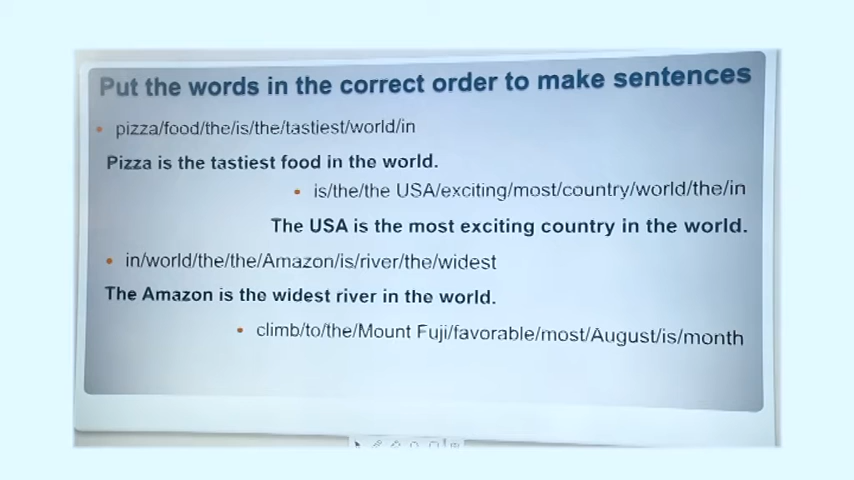 Put the words in the correct order to make sentences
• pizza/food/the/is/the/tastiest/world/in
Pizza is the tastiest food in the world.
• is/the/the USA/exciting/most/country/world/the/in
The USA is the most exciting country in the world.
• in/world/the/the/Amazon/is/river/the/widest
The Amazon is the widest river in the world.
• climb/to/the/Mount Fuji/favorable/most/August/is/month